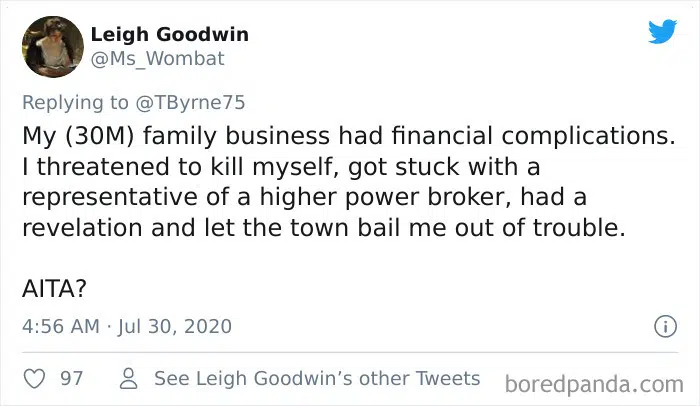 Leigh Goodwin
@Ms_Wombat
Replying to @TByrne75
My (30M) family business had financial complications.
I threatened to kill myself, got stuck with a
representative of a higher power broker, had a
revelation and let the town bail me out of trouble.
AITA?
4:56 AM · Jul 30, 2020
97
See Leigh Goodwin’s other Tweets
boredpanda.com